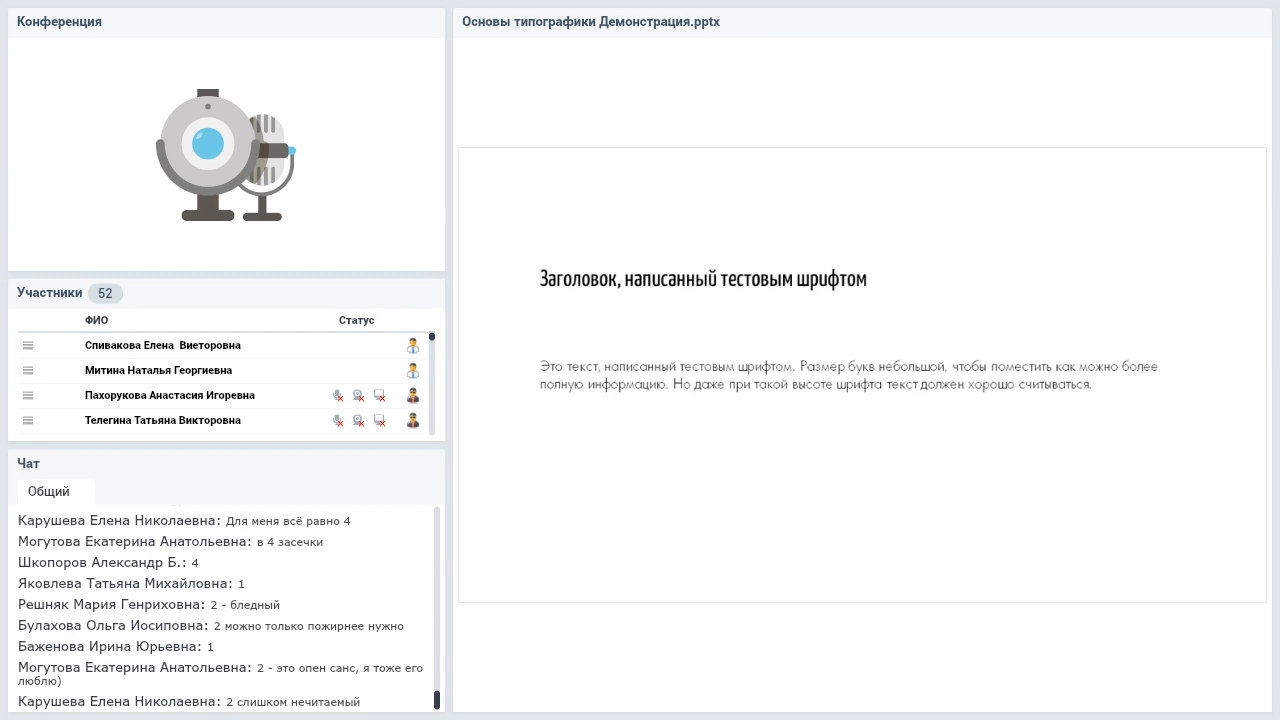 Конференция
Участники 52
ФИО Статус
Спивакова Елена Виеторовна
Митина Наталья Георгиевна
Пахорукова Анастасия Игоревна
Телегина Татьяна Викторовна
Чат
Общий
Карушева Елена Николаевна: Для меня всё равно 4
Могутова Екатерина Анатольевна: в 4 засечки
Шкопоров Александр Б.: 4
Яковлева Татьяна Михайловна: 1
Решняк Мария Генриховна: 2 - бледный
Булахова Ольга Иосиповна: 2 можно только пожирнее нужно
Баженова Ирина Юрьевна: 1
Могутова Екатерина Анатольевна: 2 - это опен санс, я тоже его
люблю)
Карушева Елена Николаевна: 2 слишком нечитаемый
Основы типографики Демонстрация.pptx
Заголовок, написанный тестовым шрифтом
Это текст, написанный тестовым шрифтом. Размер букв небольшой, чтобы поместить как можно более
полную информацию. Но даже при такой высоте шрифта текст должен хорошо считываться.